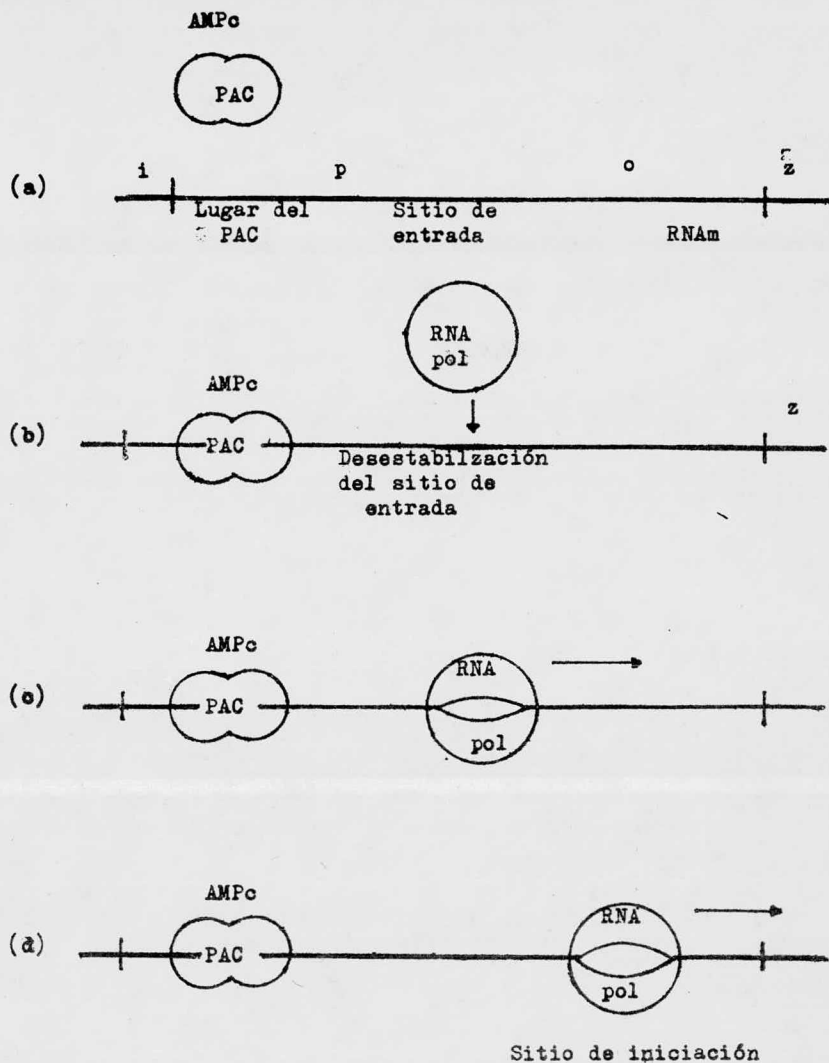 AMPc
PAC
(a) i p o z
Lugar del Sitio de
PAC entrada RNAm
RNA
pol
AMPc
(b) PAC z
Desestabilzación
del sitio de
entrada
AMPc
RNA
(c) PAC
pol
AMPc
RNA
(d) PAC
pol
Sitio de iniciación